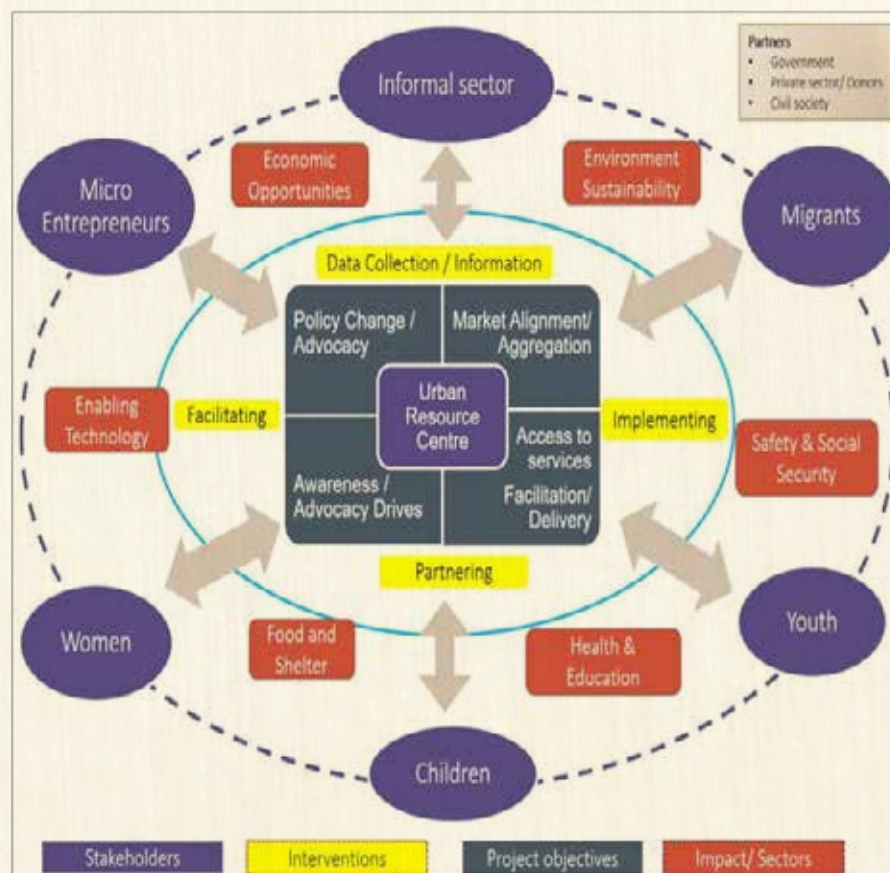 Partners
• Government
• Private sector/ Donors
• Civil society
Informal sector
Economic
Opportunities
Environment
Sustainability
Micro
Entrepreneurs
Migrants
Data Collection / Information
Policy Change /
Advocacy
Market Alignment/
Aggregation
Urban
Resource
Centre
Enabling
Technology
Facilitating
Implementing
Safety & Social
Security
Access to
services
Awareness /
Advocacy Drives
Facilitation/
Delivery
Partnering
Women
Food and
Shelter
Health &
Education
Youth
Children
Stakeholders
Interventions
Project objectives
Impact/ Sectors